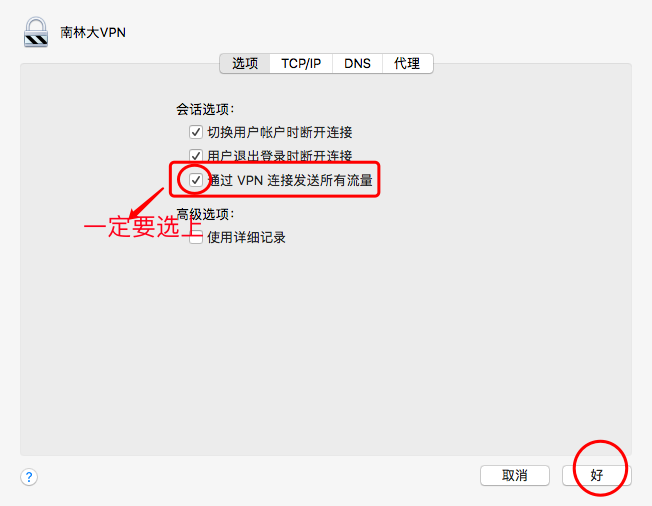 南林大VPN
选项 TCP/IP DNS 代理
会话选项：
切换用户帐户时断开连接
用户退出登录时断开连接
通过 VPN 连接发送所有流量
高级选项：
一定要选上
使用详细记录
? 取消 好